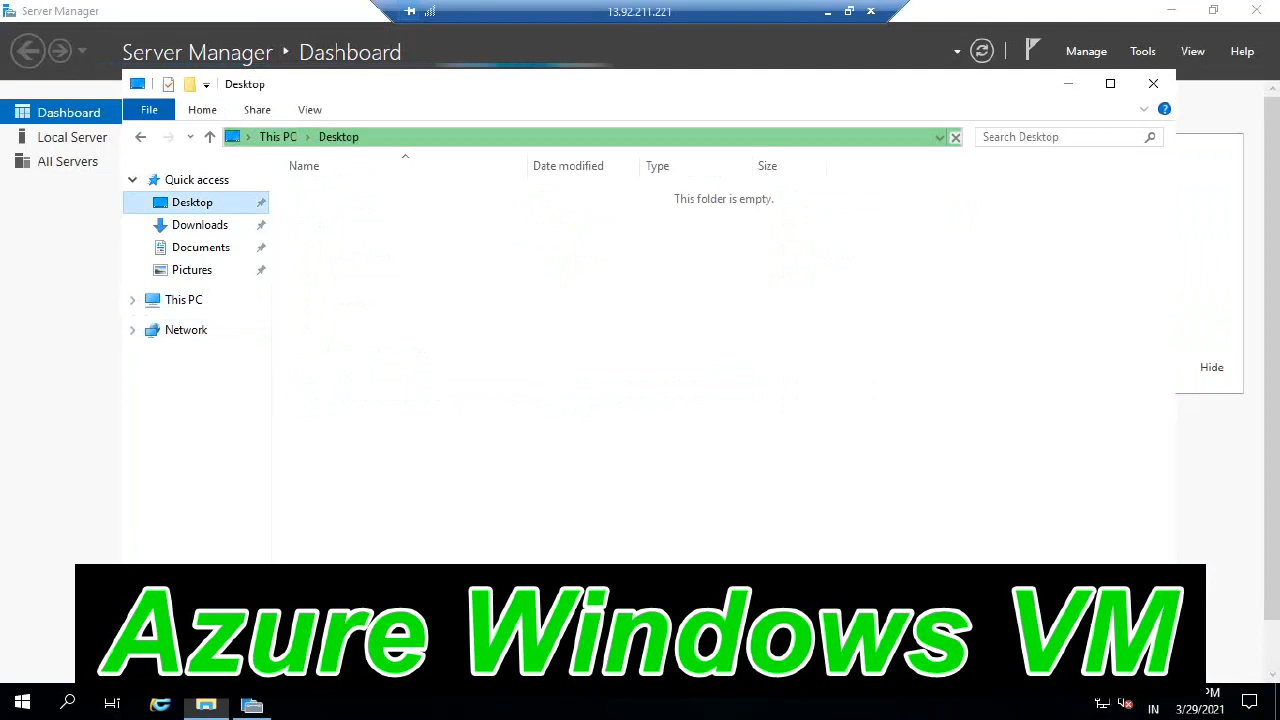 Server Manager
13.92.211.221
Server Manager ▸ Dashboard
Manage Tools View Help
Desktop
Dashboard
Local Server
All Servers
File Home Share View
This PC › Desktop
Search Desktop
Name Date modified Type Size
This folder is empty.
Quick access
Desktop
Downloads
Documents
Pictures
This PC
Network
Hide
Azure Windows VM
PM
IN 3/29/2021